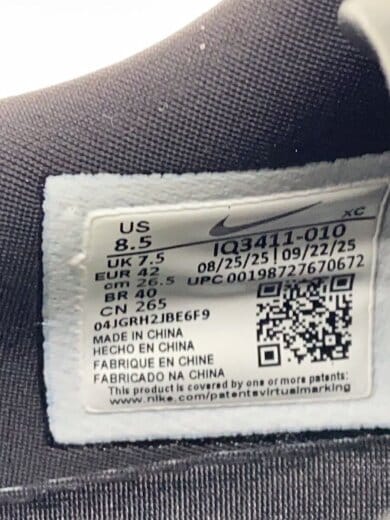 US
8.5
UK 7.5
EUR 42
cm 26.5
BR 40
CN 265
XC
IQ3411-010
08/25/25 | 09/22/25
UPC 00198727670672
04JGRH2JBE6F9
MADE IN CHINA
HECHO EN CHINA
FABRIQUE EN CHINE
FABRICADO NA CHINA
This product is covered by one or more patents:
www.nike.com/patentsvirtualmarking